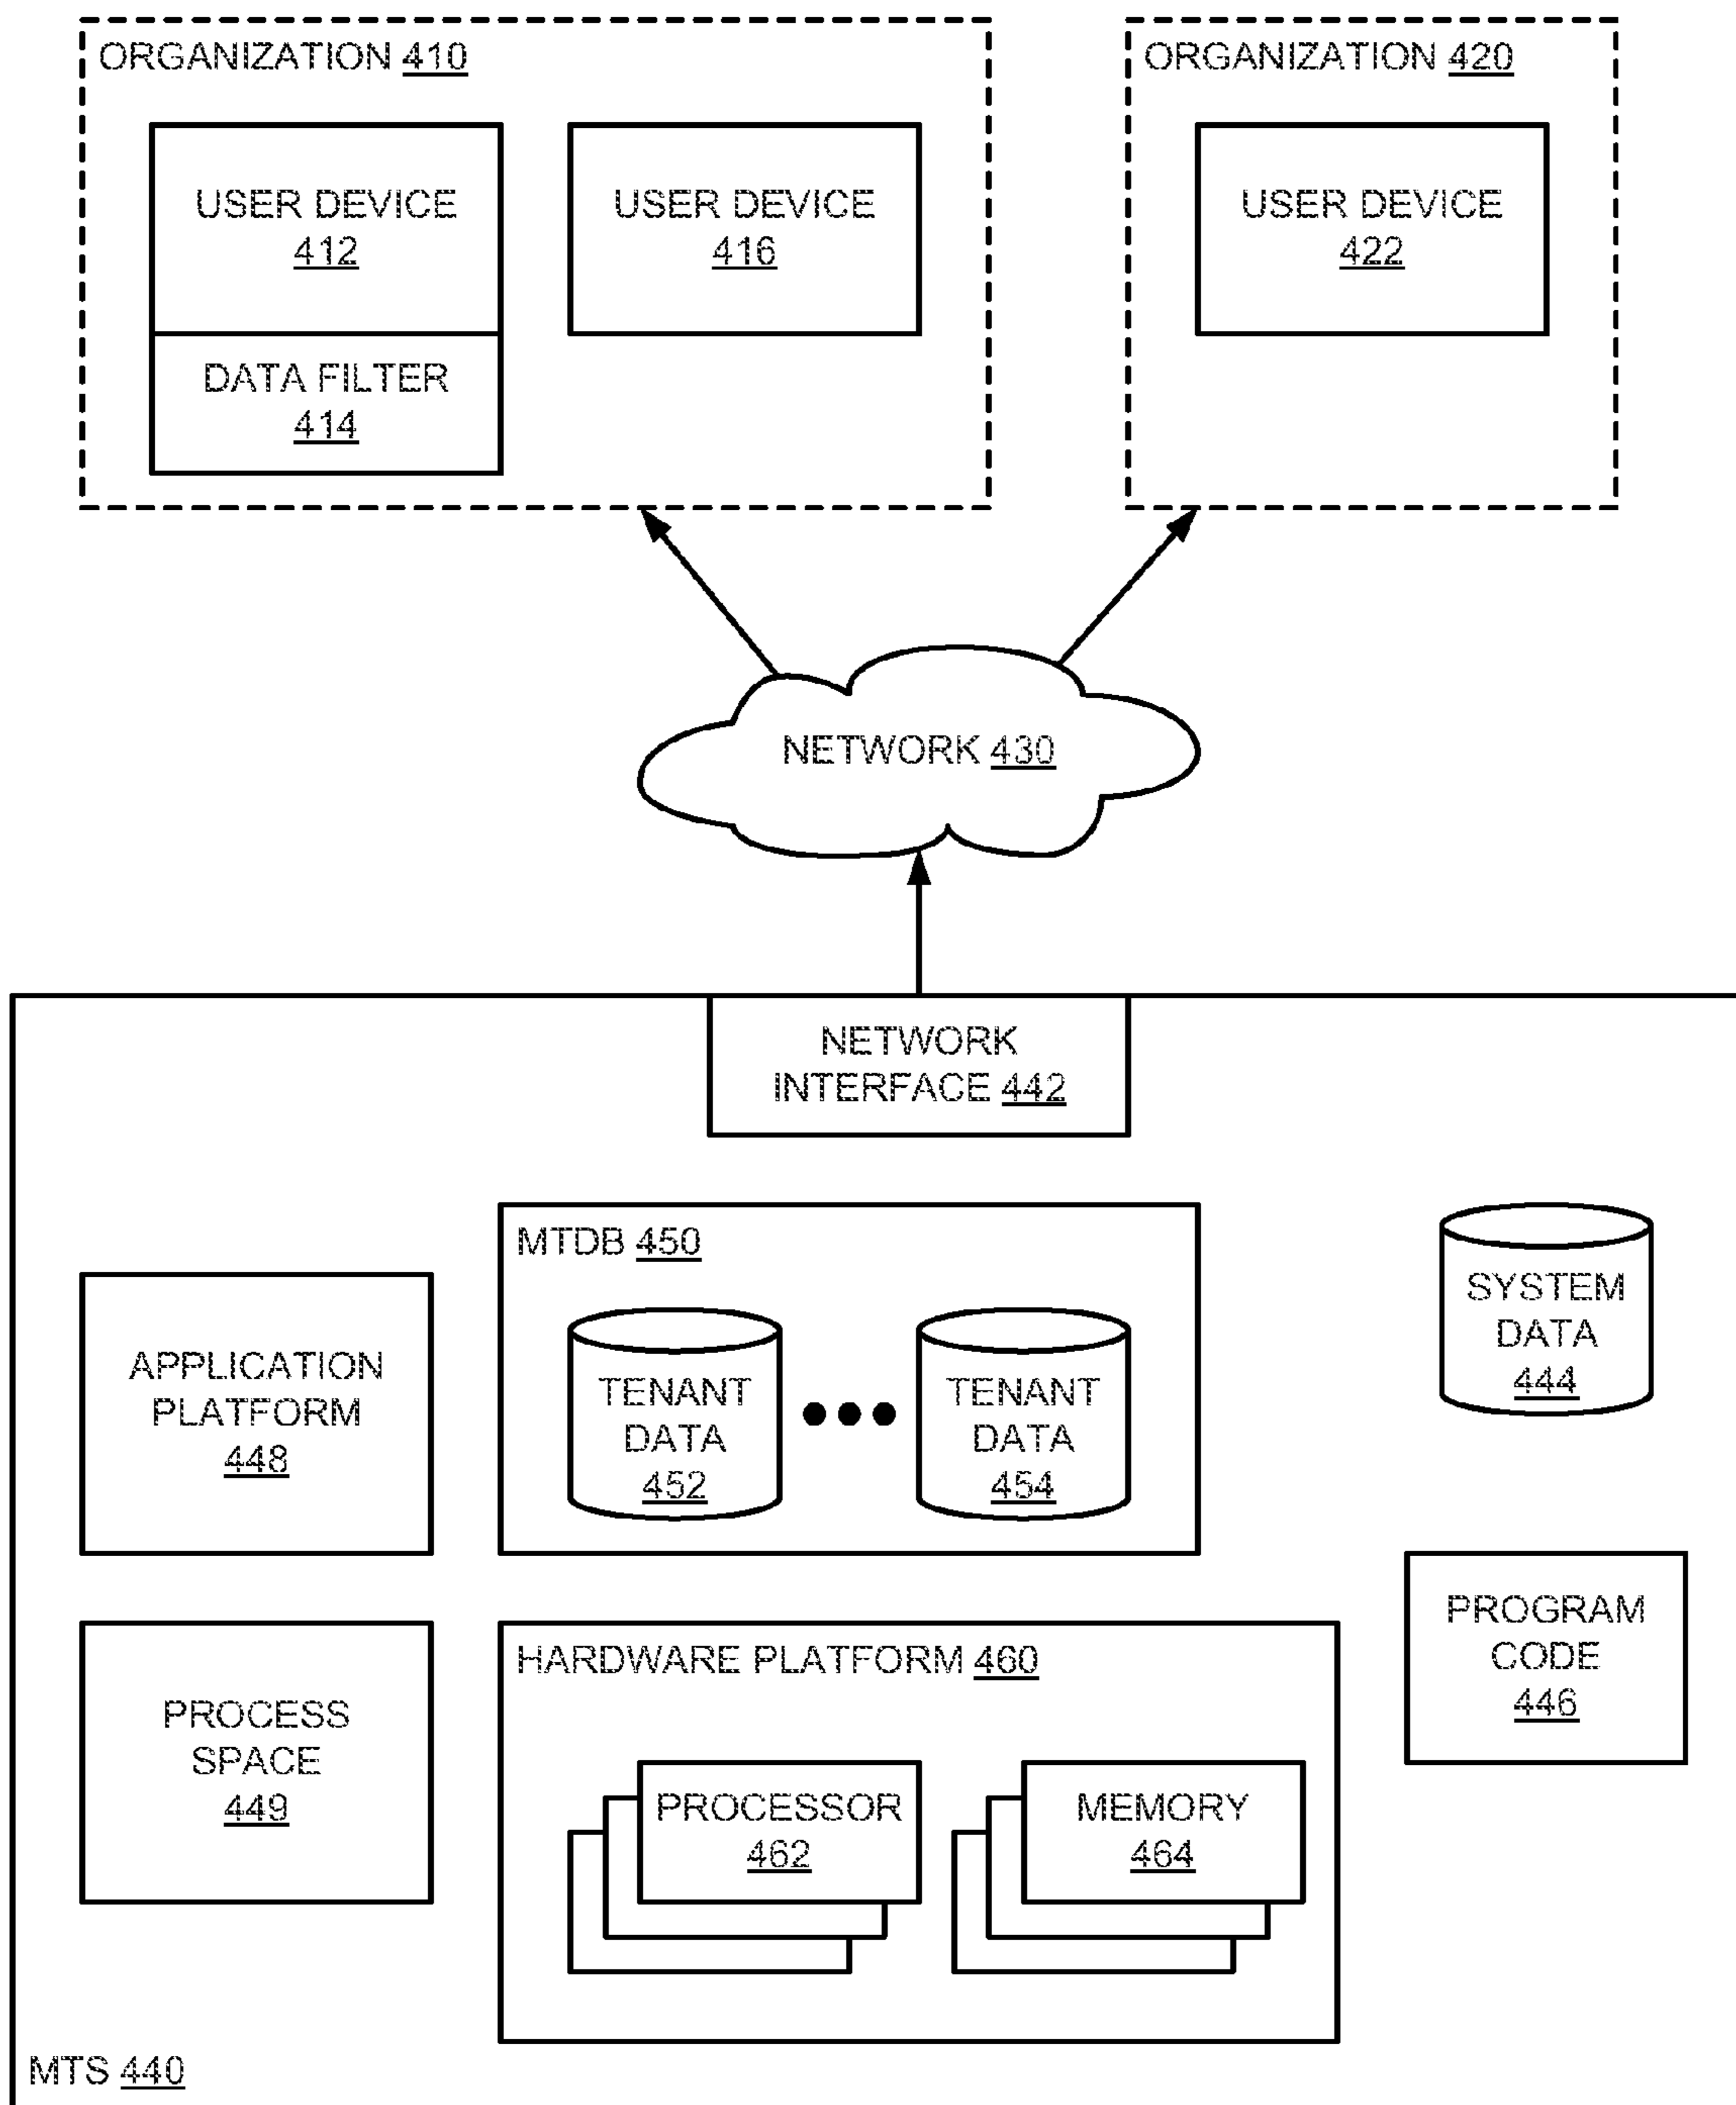 ORGANIZATION 410
ORGANIZATION 420
USER DEVICE
412
USER DEVICE
416
USER DEVICE
422
DATA FILTER
414
NETWORK 430
NETWORK
INTERFACE 442
MTDB 450
SYSTEM
DATA
444
APPLICATION
PLATFORM
448
TENANT
DATA
452
TENANT
DATA
454
PROGRAM
CODE
446
HARDWARE PLATFORM 460
PROCESS
SPACE
449
PROCESSOR
462
MEMORY
464
MTS 440